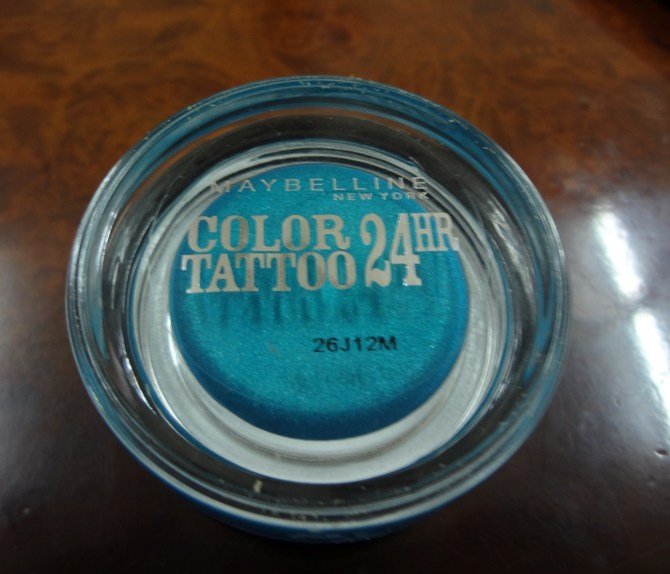 MAYBELLINE
NEW YORK
COLOR
TATTOO 24HR
26J12M